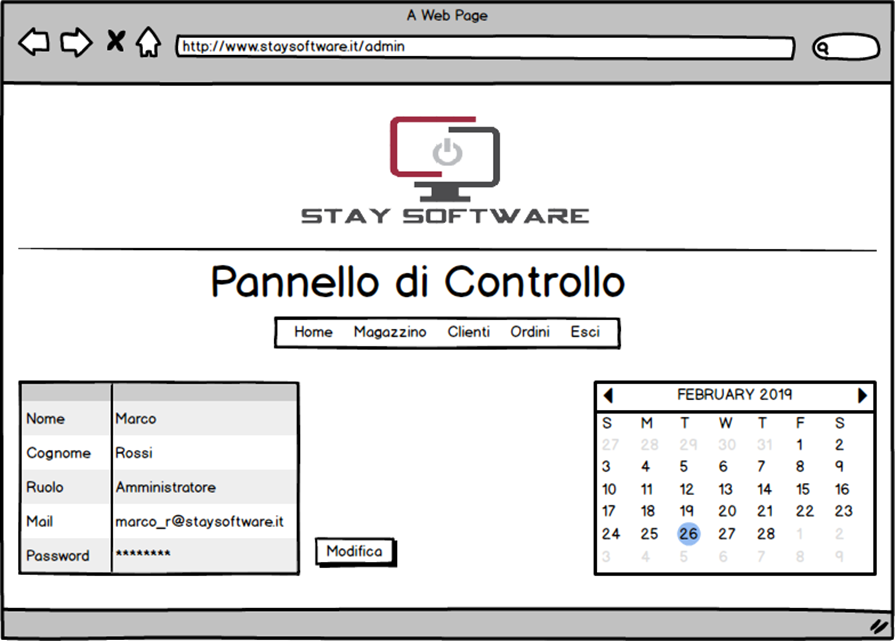 A Web Page
http://www.staysoftware.it/admin
STAY SOFTWARE
Pannello di Controllo
Home Magazzino Clienti Ordini Esci
Nome Marco
Cognome Rossi
Ruolo Amministratore
Mail marco_r@staysoftware.it
Password ********
Modifica
FEBRUARY 2019
S M T W T F S
27 28 29 30 31 1 2
3 4 5 6 7 8 9
10 11 12 13 14 15 16
17 18 19 20 21 22 23
24 25 26 27 28 1 2
3 4 5 6 7 8 9